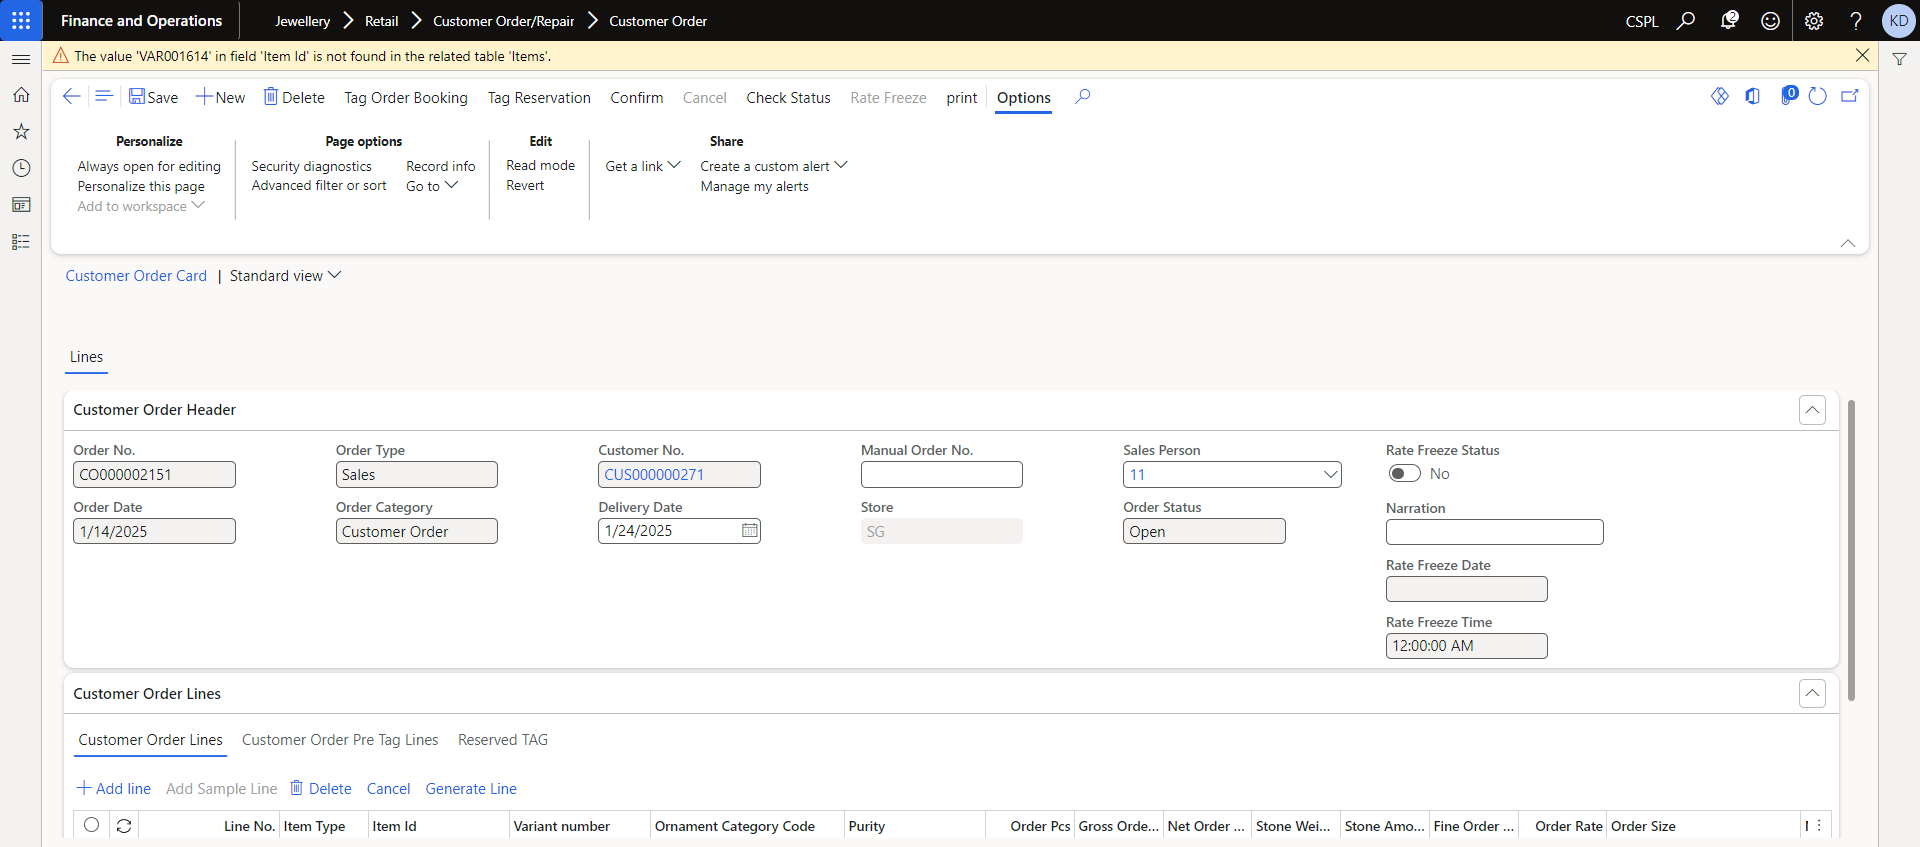 Finance and Operations
Jewellery
Retail
Customer Order/Repair
Customer Order
CSPL
2
KD
The value 'VAR001614' in field 'Item Id' is not found in the related table 'Items'.
Save
New
Delete
Tag Order Booking
Tag Reservation
Confirm
Cancel
Check Status
Rate Freeze
print
Options
0
Personalize
Always open for editing
Personalize this page
Add to workspace
Page options
Security diagnostics
Advanced filter or sort
Record info
Go to
Edit
Read mode
Revert
Get a link
Share
Create a custom alert
Manage my alerts
Customer Order Card | Standard view
Lines
Customer Order Header
Order No.
CO000002151
Order Type
Sales
Customer No.
CUS000000271
Manual Order No.
Sales Person
11
Rate Freeze Status
No
Order Date
1/14/2025
Order Category
Customer Order
Delivery Date
1/24/2025
Store
SG
Order Status
Open
Narration
Rate Freeze Date
Rate Freeze Time
12:00:00 AM
Customer Order Lines
Customer Order Lines
Customer Order Pre Tag Lines
Reserved TAG
Add line
Add Sample Line
Delete
Cancel
Generate Line
Line No.
Item Type
Item Id
Variant number
Ornament Category Code
Purity
Order Pcs
Gross Orde...
Net Order ...
Stone Wei...
Stone Amo...
Fine Order ...
Order Rate
Order Size